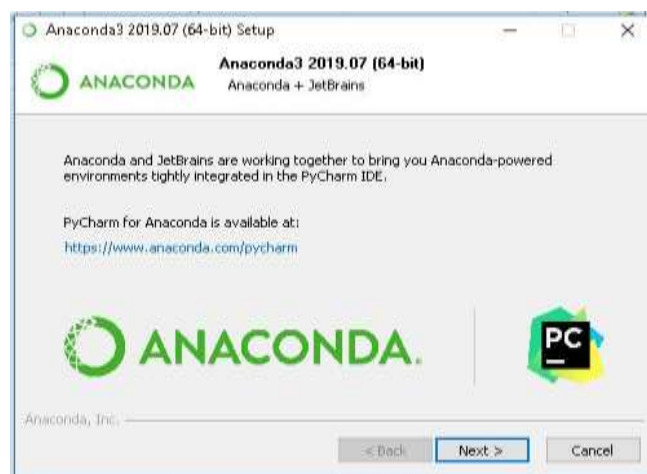 Anaconda3 2019.07 (64-bit) Setup
Anaconda3 2019.07 (64-bit)
ANACONDA
Anaconda + JetBrains
Anaconda and JetBrains are working together to bring you Anaconda-powered
environments tightly integrated in the PyCharm IDE.
PyCharm for Anaconda is available at:
https://www.anaconda.com/pycharm
ANACONDA.
PC
Anaconda, Inc.
< Back Next > Cancel